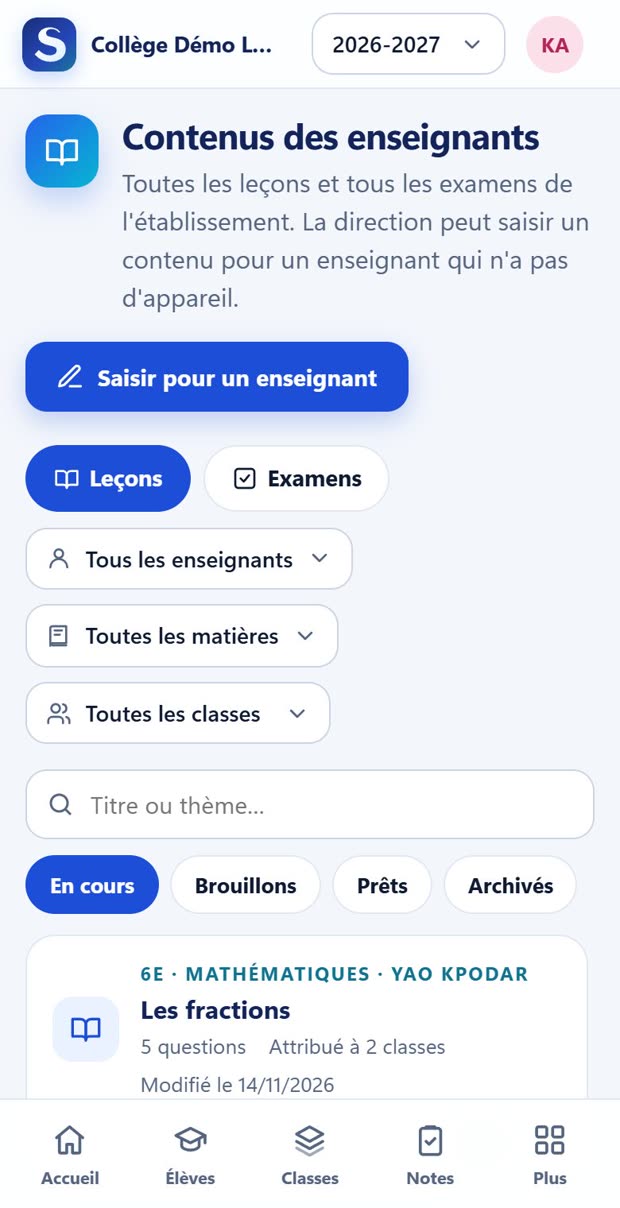 S
Collège Démo L...
2026-2027
KA
Contenus des enseignants
Toutes les leçons et tous les examens de
l'établissement. La direction peut saisir un
contenu pour un enseignant qui n'a pas
d'appareil.
Saisir pour un enseignant
Leçons
Examens
Tous les enseignants
Toutes les matières
Toutes les classes
Titre ou thème...
En cours
Brouillons
Prêts
Archivés
6E · MATHÉMATIQUES · YAO KPODAR
Les fractions
5 questions Attribué à 2 classes
Modifié le 14/11/2026
Accueil
Élèves
Classes
Notes
Plus